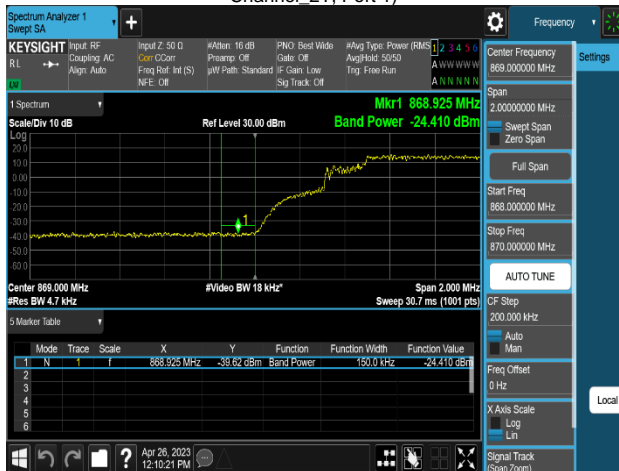 Channel_21, Port 1)
Spectrum Analyzer 1
Swept SA
Frequency
KEYSIGHT
Input: RF
Coupling: AC
Align: Auto
Input Z: 50 Ω
Corr CCorr
Freq Ref: Int (S)
NFE: Off
#Atten: 16 dB
Preamp: Off
µW Path: Standard
PNO: Best Wide
Gate: Off
IF Gain: Low
Sig Track: Off
#Avg Type: Power (RMS)
Avg|Hold: 50/50
Trig: Free Run
1 2 3 4 5 6
A W W W W W
A N N N N N
RL
LXI
Center Frequency
869.000000 MHz
Settings
Span
2.00000000 MHz
Swept Span
Zero Span
Full Span
Start Freq
868.000000 MHz
Stop Freq
870.000000 MHz
AUTO TUNE
CF Step
200.000 kHz
Auto
Man
Freq Offset
0 Hz
X Axis Scale
Log
Lin
Local
Signal Track
(Span Zoom)
1 Spectrum
Mkr1 868.925 MHz
Scale/Div 10 dB
Ref Level 30.00 dBm
Band Power -24.410 dBm
Log
20.0
10.0
0.00
-10.0
-20.0
-30.0
-40.0
-50.0
-60.0
1
Center 869.000 MHz
#Video BW 18 kHz*
Span 2.000 MHz
#Res BW 4.7 kHz
Sweep 30.7 ms (1001 pts)
5 Marker Table
Mode Trace Scale X Y Function Function Width Function Value
1 N 1 f 868.925 MHz -39.62 dBm Band Power 150.0 kHz -24.410 dBm
2
3
4
5
6
?
Apr 26, 2023
12:10:21 PM